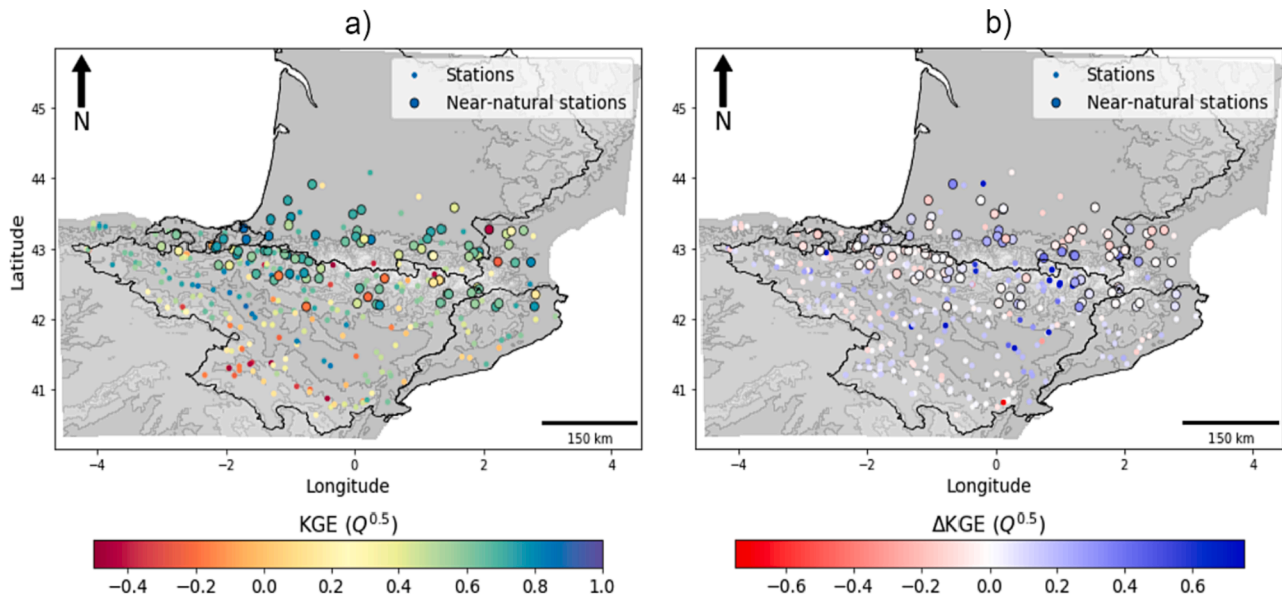 a)
b)
N
Stations
Near-natural stations
N
Stations
Near-natural stations
45
44
43
42
41
Latitude
45
44
43
42
41
150 km
150 km
−4 −2 0 2 4
−4 −2 0 2 4
Longitude
Longitude
KGE (Q^0.5)
ΔKGE (Q^0.5)
−0.4 −0.2 0.0 0.2 0.4 0.6 0.8 1.0
−0.6 −0.4 −0.2 0.0 0.2 0.4 0.6